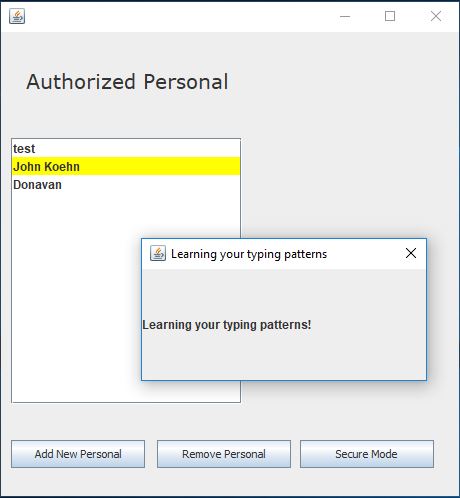 Authorized Personal
test
John Koehn
Donavan
Learning your typing patterns
Learning your typing patterns!
Add New Personal
Remove Personal
Secure Mode